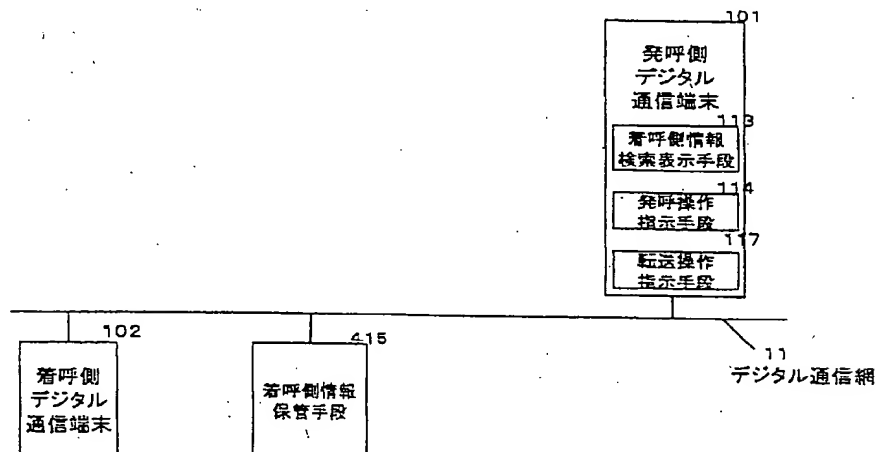 101
発呼側
デジタル
通信端末
113
着呼側情報
検索表示手段
114
発呼操作
指示手段
117
転送操作
指示手段
102
415
11
デジタル通信網
着呼側
デジタル
通信端末
着呼側情報
保管手段